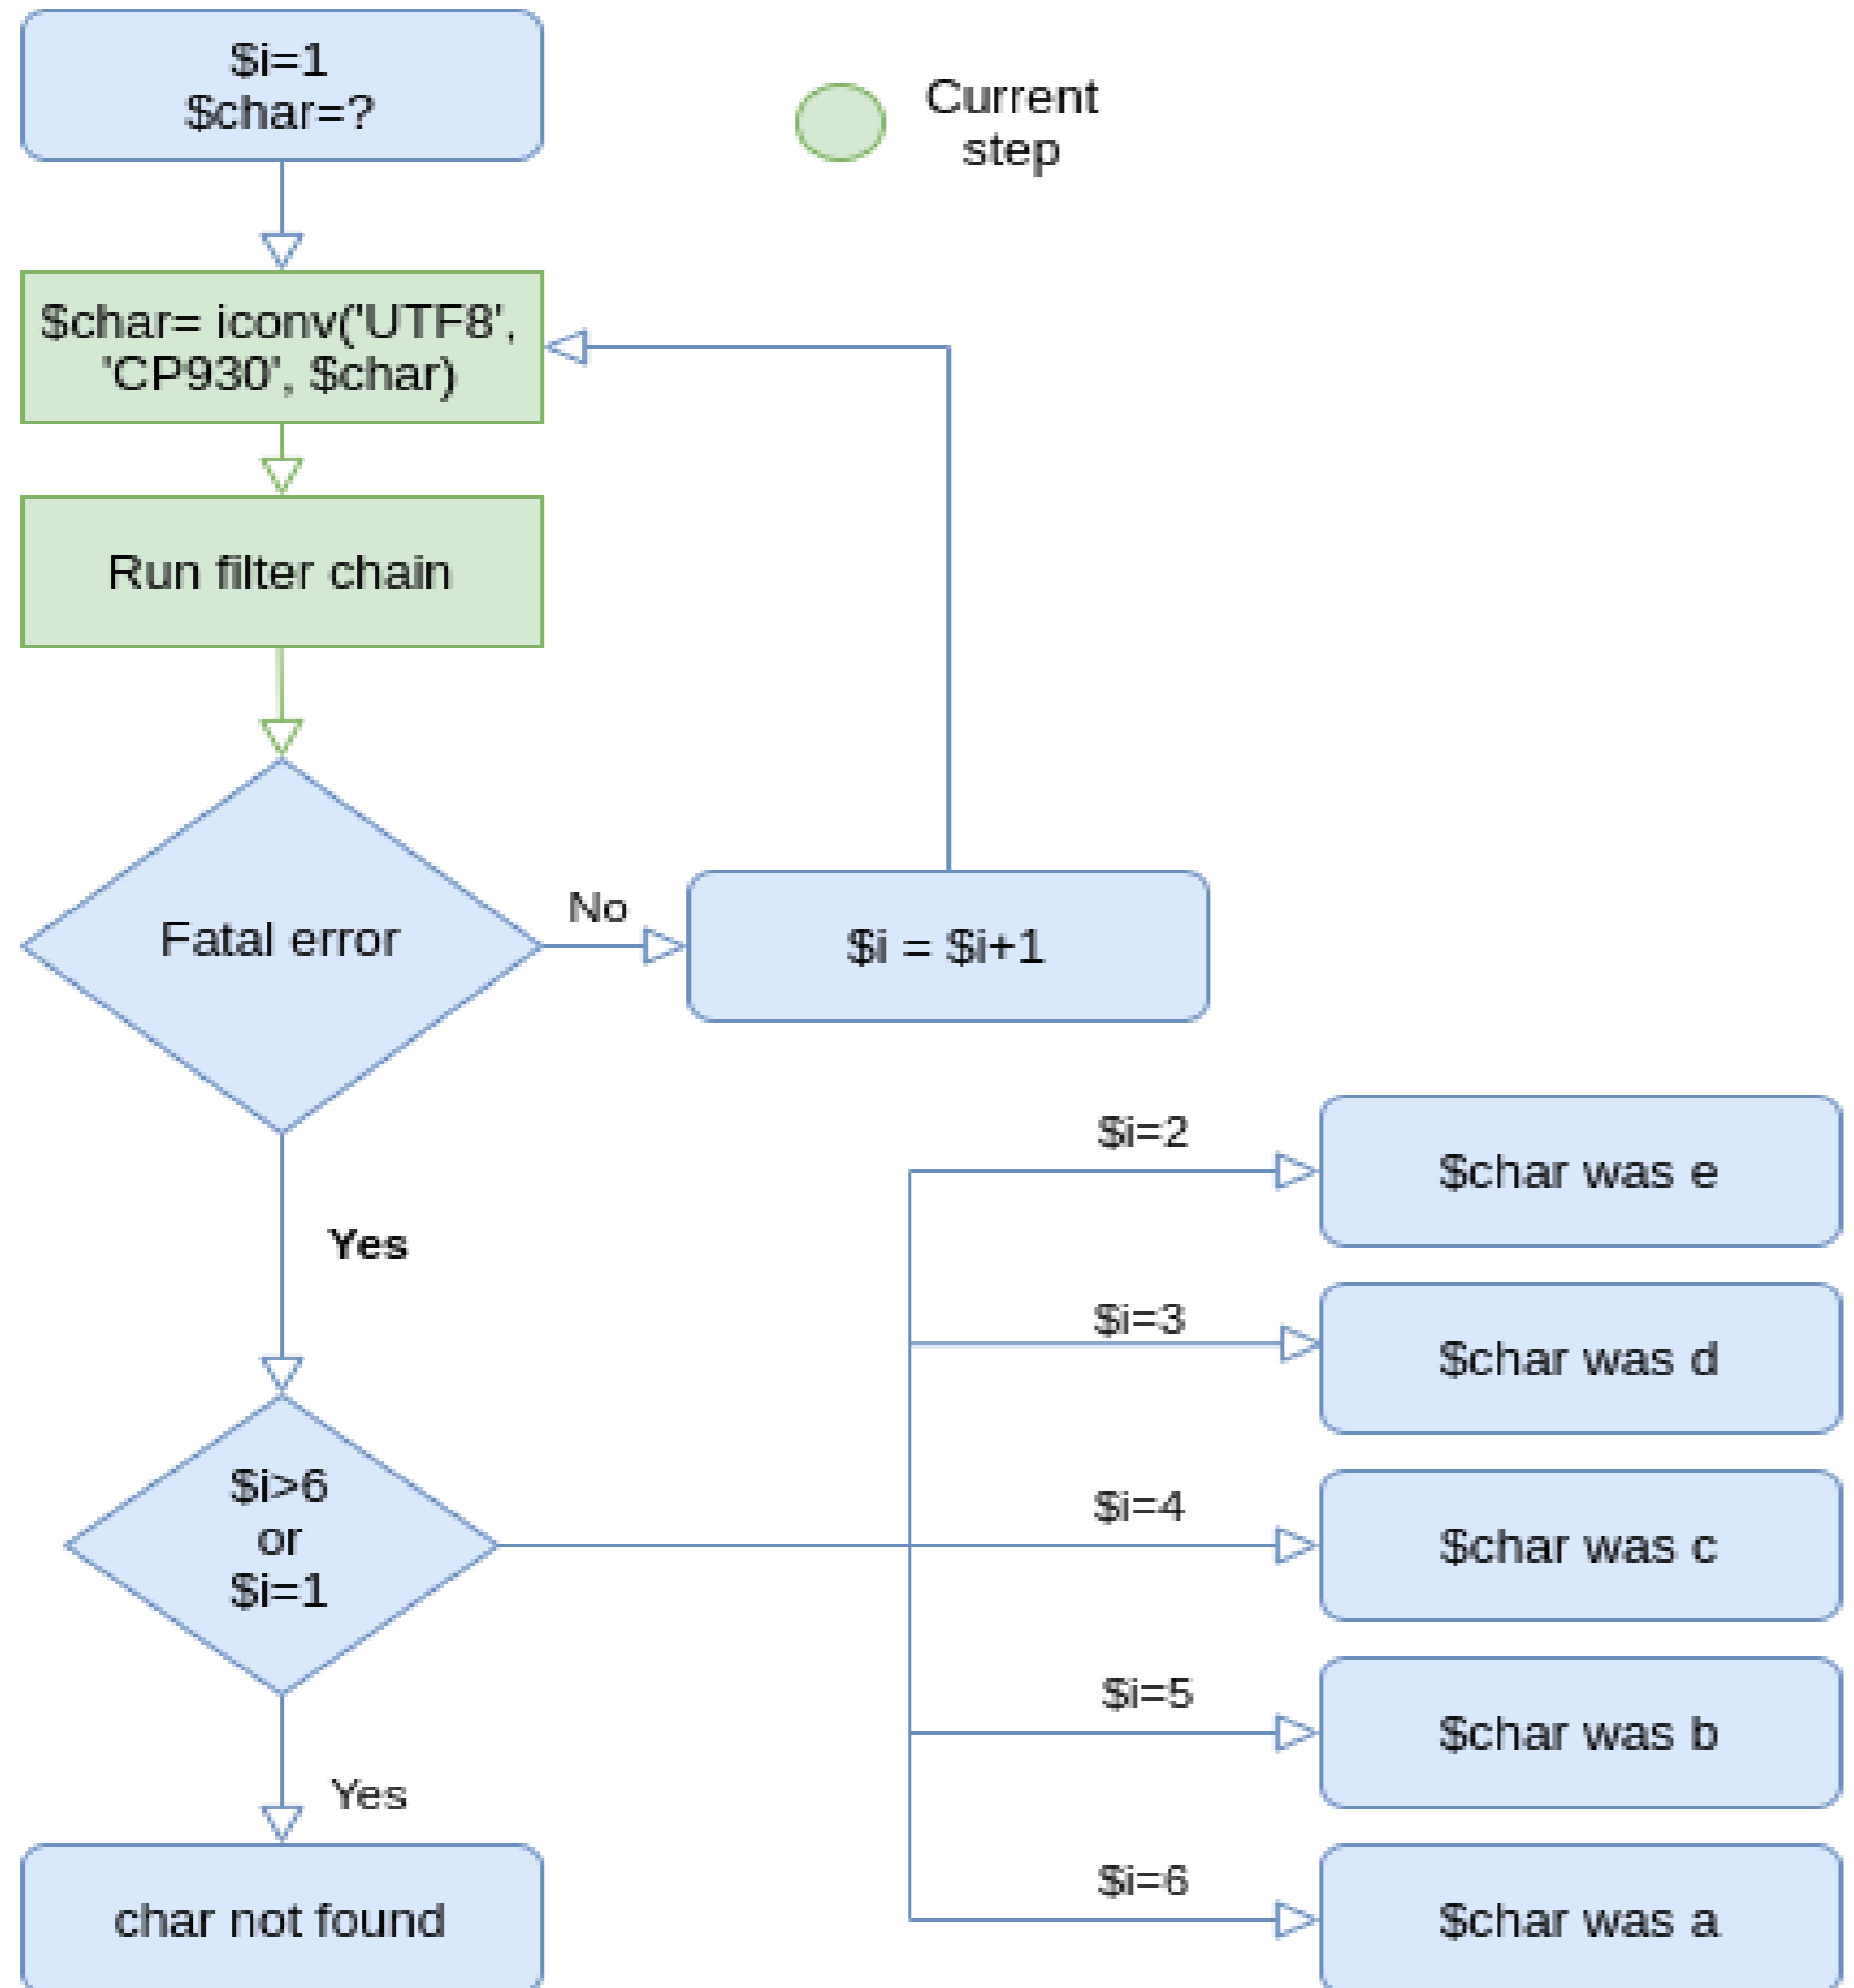 $i=1
$char=?
Current
step
$char= iconv('UTF8',
'CP930', $char)
Run filter chain
Fatal error
No
$i = $i+1
Yes
$i=2
$char was e
$i=3
$char was d
$i>6
or
$i=1
$i=4
$char was c
$i=5
$char was b
Yes
char not found
$i=6
$char was a